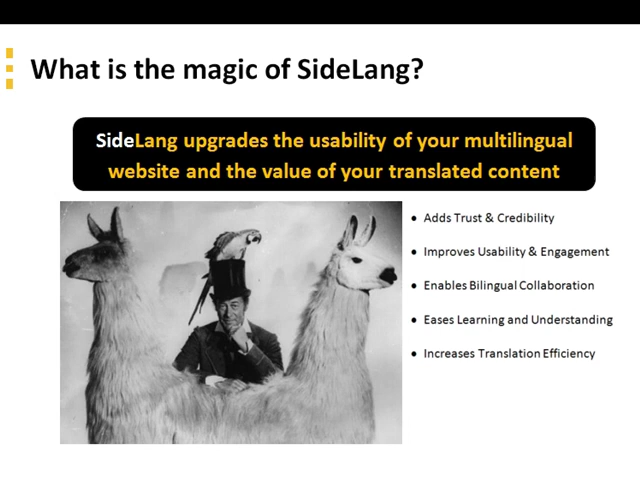 What is the magic of SideLang?
SideLang upgrades the usability of your multilingual
website and the value of your translated content
• Adds Trust & Credibility
• Improves Usability & Engagement
• Enables Bilingual Collaboration
• Eases Learning and Understanding
• Increases Translation Efficiency